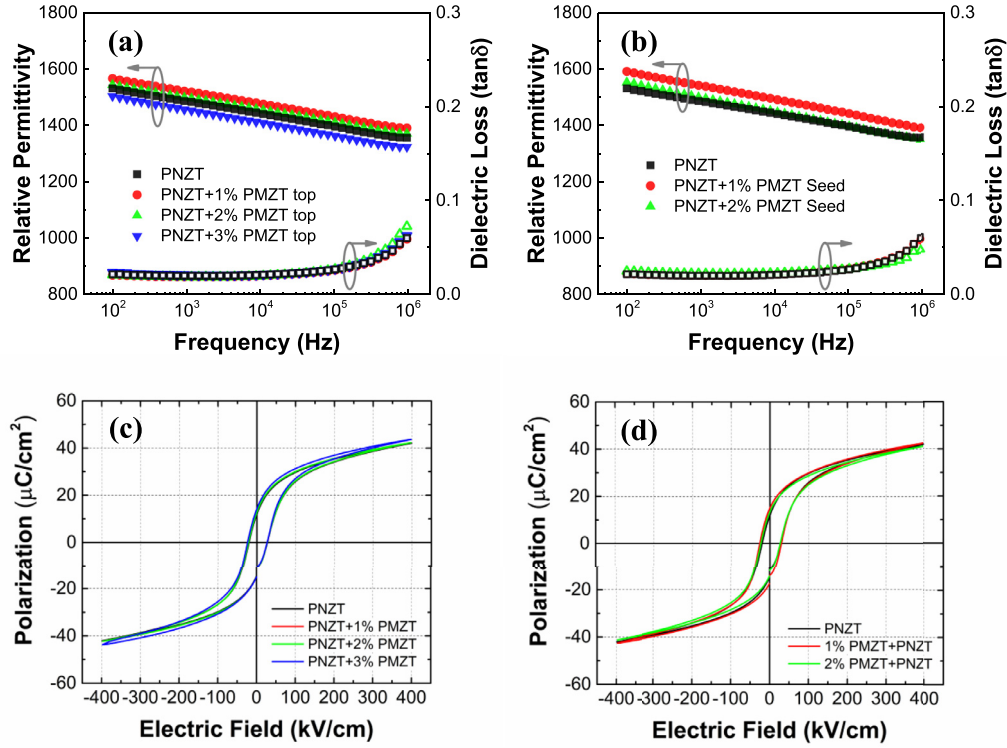 (a)
Relative Permittivity
1800
1600
1400
1200
1000
800
PNZT
PNZT+1% PMZT top
PNZT+2% PMZT top
PNZT+3% PMZT top
0.3
0.2
0.1
0.0
Dielectric Loss (tanδ)
10² 10³ 10⁴ 10⁵ 10⁶
Frequency (Hz)
(b)
Relative Permittivity
1800
1600
1400
1200
1000
800
PNZT
PNZT+1% PMZT Seed
PNZT+2% PMZT Seed
0.3
0.2
0.1
0.0
Dielectric Loss (tanδ)
10² 10³ 10⁴ 10⁵ 10⁶
Frequency (Hz)
(c)
Polarization (μC/cm²)
60
40
20
0
-20
-40
-60
PNZT
PNZT+1% PMZT
PNZT+2% PMZT
PNZT+3% PMZT
-400 -300 -200 -100 0 100 200 300 400
Electric Field (kV/cm)
(d)
Polarization (μC/cm²)
60
40
20
0
-20
-40
-60
PNZT
1% PMZT+PNZT
2% PMZT+PNZT
-400 -300 -200 -100 0 100 200 300 400
Electric Field (kV/cm)